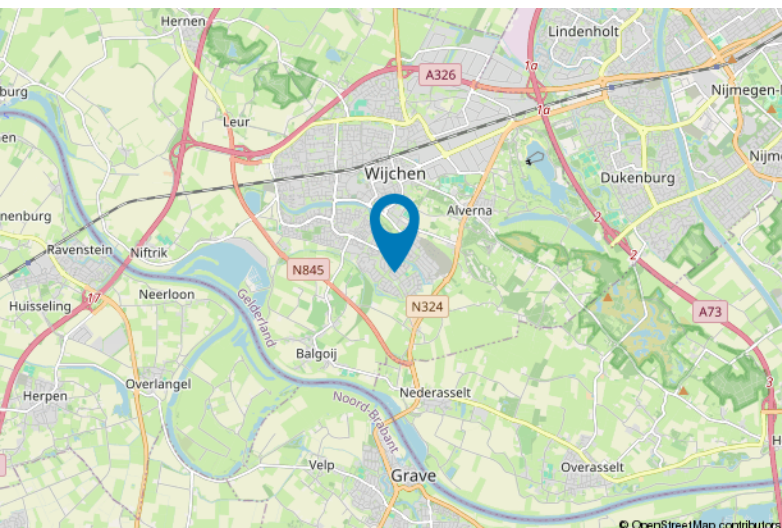 Hernen
Lindenholt
1a
A326
burg
Nijmegen-
Leur
1a
en
Nijm
Wijchen
Dukenburg
nenburg
Alverna
2
Ravenstein
Niftrik
2
N845
Neerloon
17
Huisseling
Gelderland
N324
A73
Balgoij
Overlangel
3
Herpen
Nederasselt
Noord-Brabant
H
Velp
Overasselt
Grave
© OpenStreetMap contributors